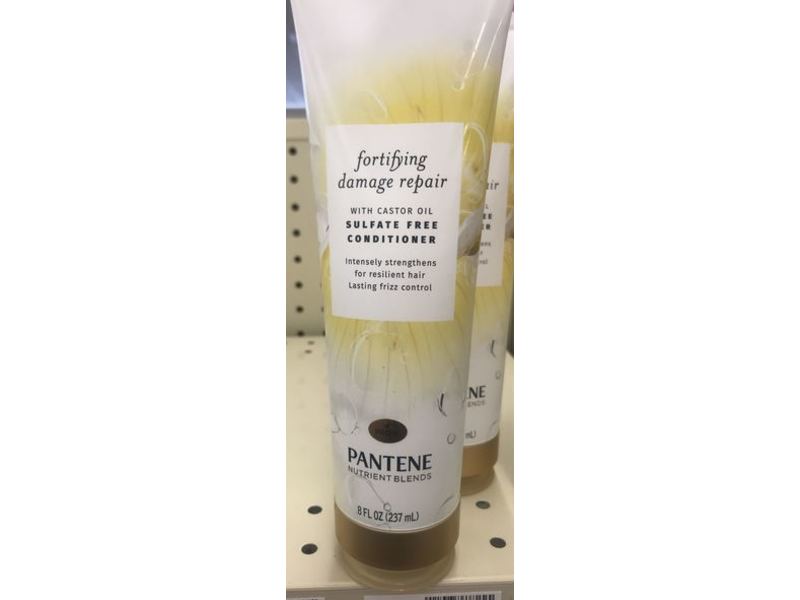 fortifying
damage repair
WITH CASTOR OIL
SULFATE FREE
CONDITIONER
Intensely strengthens
for resilient hair
Lasting frizz control
PANTENE
NUTRIENT BLENDS
8 FL OZ (237 mL)